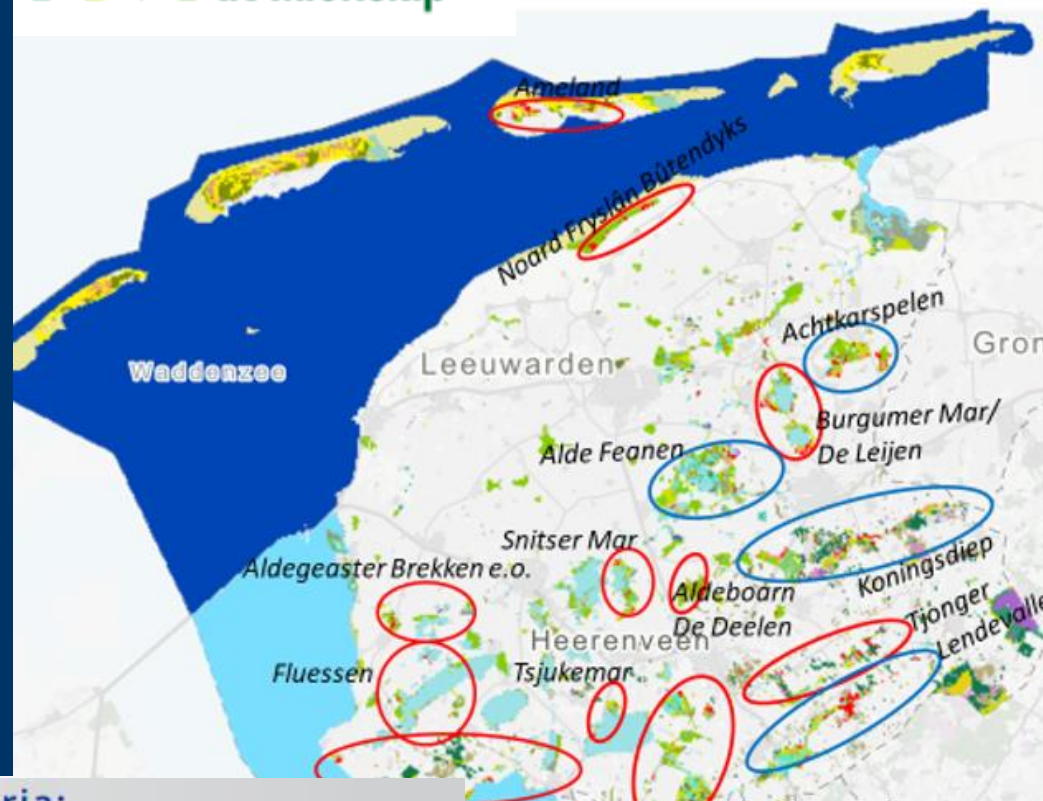 Ameland
Noard Fryslân Bûtendyks
Achtkarspelen
Gron
Waddenzee
Leeuwarden
Burgumer Mar/
De Leijen
Alde Feanen
Snitser Mar
Aldegeaster Brekken e.o.
Aldeboarn
De Deelen
Koningsdiep
Heerenveen
Tjonger
Lendevalle
Fluessen
Tsjukemar